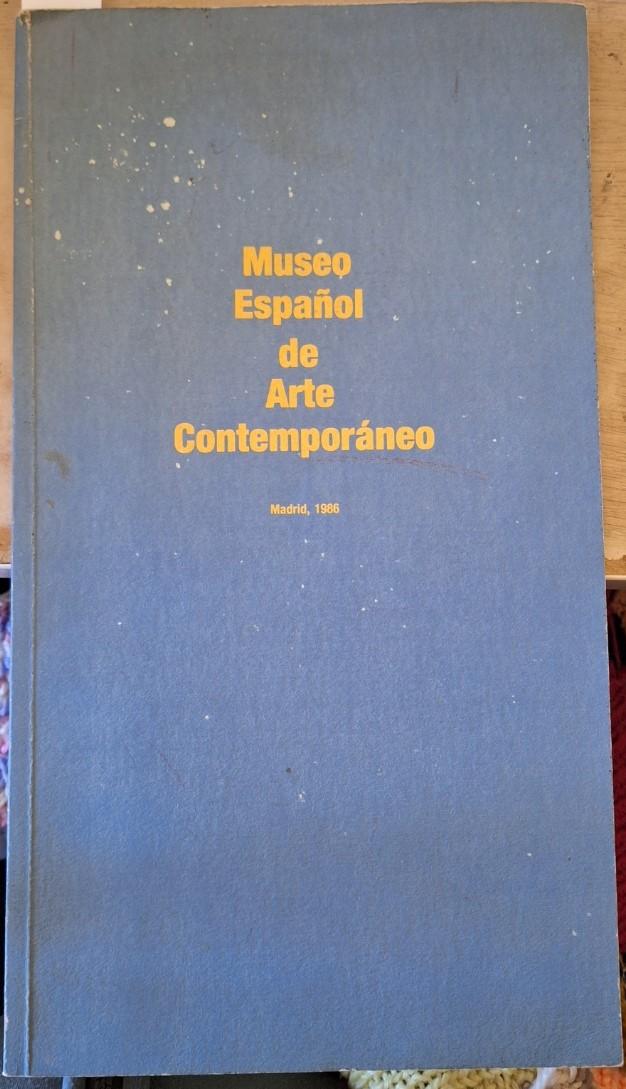 Museo
Español
de
Arte
Contemporáneo
Madrid, 1986